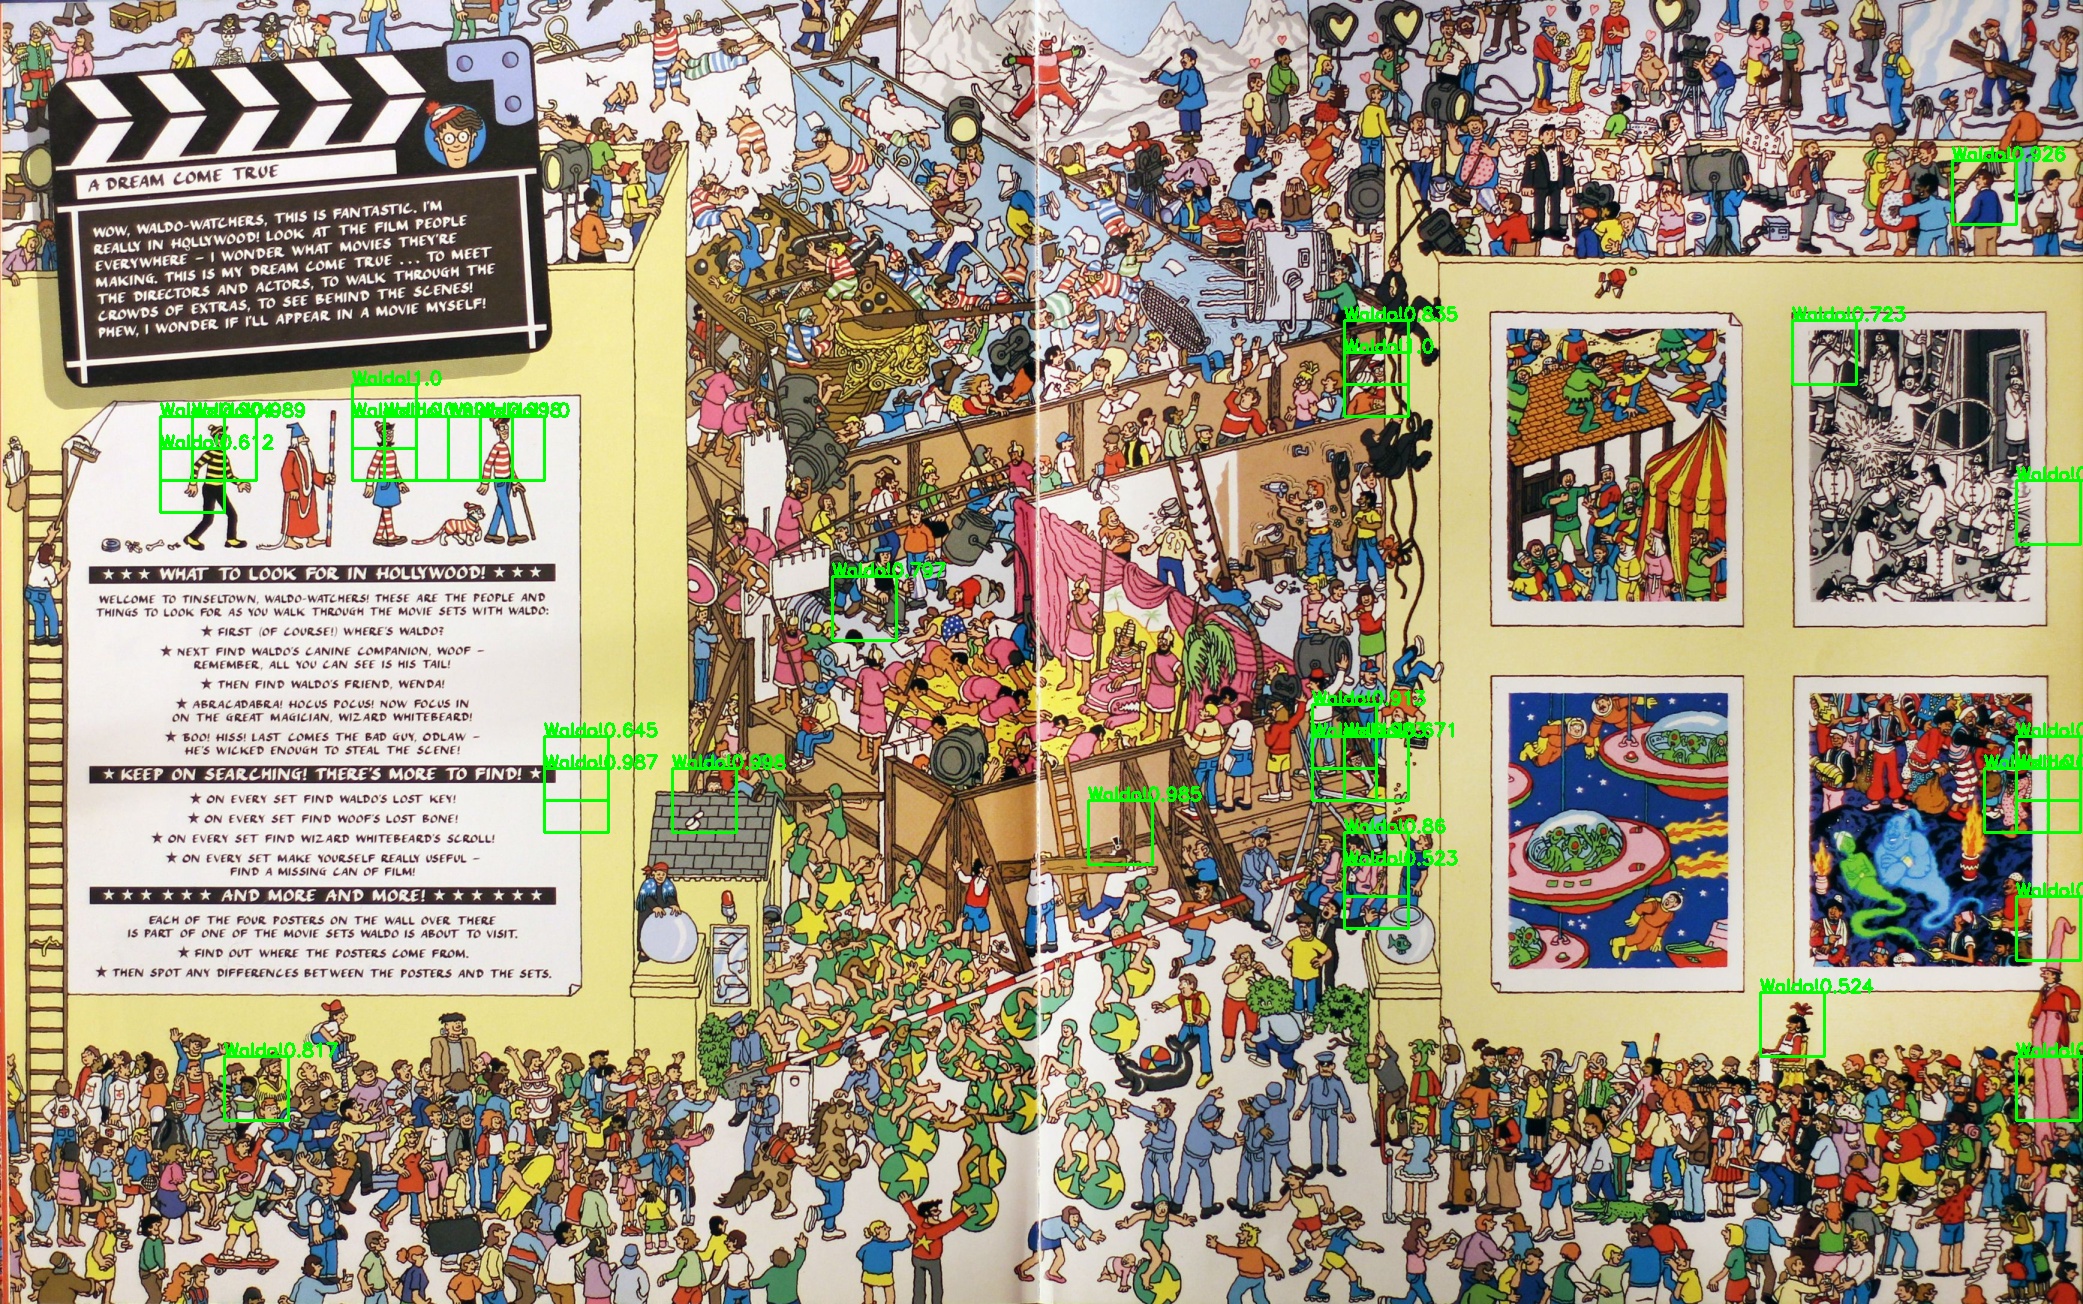 A DREAM COME TRUE
WOW, WALDO-WATCHERS, THIS IS FANTASTIC. I'M
REALLY IN HOLLYWOOD! LOOK AT THE FILM PEOPLE
EVERYWHERE – I WONDER WHAT MOVIES THEY'RE
MAKING. THIS IS MY DREAM COME TRUE ... TO MEET
THE DIRECTORS AND ACTORS, TO WALK THROUGH THE
CROWDS OF EXTRAS, TO SEE BEHIND THE SCENES!
PHEW, I WONDER IF I'LL APPEAR IN A MOVIE MYSELF!
Waldo!0.926
Waldo!0.835
Waldo!1.0
Waldo!0.723
Waldo!1.0
Waldo!0.612
Waldo!0.797
★ ★ ★ WHAT TO LOOK FOR IN HOLLYWOOD! ★ ★ ★
WELCOME TO TINSELTOWN, WALDO-WATCHERS! THESE ARE THE PEOPLE AND
THINGS TO LOOK FOR AS YOU WALK THROUGH THE MOVIE SETS WITH WALDO:
★ FIRST (OF COURSE!) WHERE'S WALDO?
★ NEXT FIND WALDO'S CANINE COMPANION, WOOF –
REMEMBER, ALL YOU CAN SEE IS HIS TAIL!
★ THEN FIND WALDO'S FRIEND, WENDA!
★ ABRACADABRA! HOCUS POCUS! NOW FOCUS IN
ON THE GREAT MAGICIAN, WIZARD WHITEBEARD!
★ BOO! HISS! LAST COMES THE BAD GUY, ODLAW –
HE'S WICKED ENOUGH TO STEAL THE SCENE!
★ KEEP ON SEARCHING! THERE'S MORE TO FIND! ★
★ ON EVERY SET FIND WALDO'S LOST KEY!
★ ON EVERY SET FIND WOOF'S LOST BONE!
★ ON EVERY SET FIND WIZARD WHITEBEARD'S SCROLL!
★ ON EVERY SET MAKE YOURSELF REALLY USEFUL –
FIND A MISSING CAN OF FILM!
★ ★ ★ ★ ★ ★ AND MORE AND MORE! ★ ★ ★ ★ ★ ★
EACH OF THE FOUR POSTERS ON THE WALL OVER THERE
IS PART OF ONE OF THE MOVIE SETS WALDO IS ABOUT TO VISIT.
★ FIND OUT WHERE THE POSTERS COME FROM.
★ THEN SPOT ANY DIFFERENCES BETWEEN THE POSTERS AND THE SETS.
Waldo!0.645
Waldo!0.987
Waldo!0.998
Waldo!0.913
Waldo!0.985
Waldo!0.86
Waldo!0.523
Waldo!0.524
Waldo!0.817